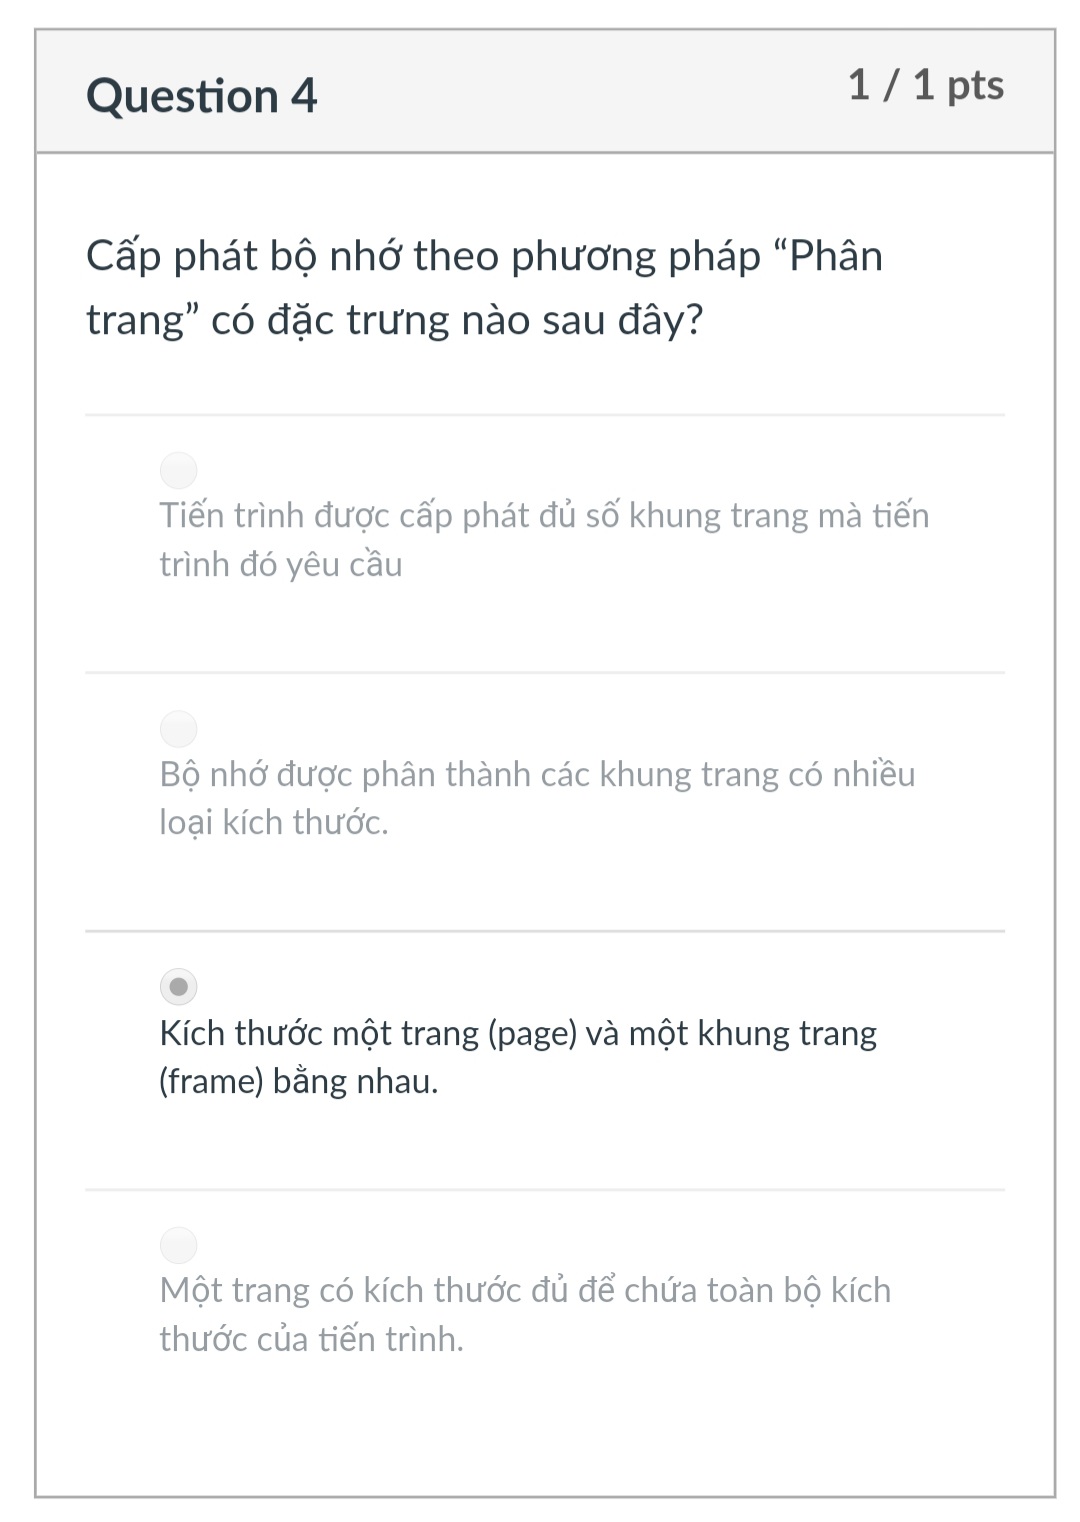 Question 4
1 / 1 pts
Cấp phát bộ nhớ theo phương pháp “Phân
trang” có đặc trưng nào sau đây?
Tiến trình được cấp phát đủ số khung trang mà tiến
trình đó yêu cầu
Bộ nhớ được phân thành các khung trang có nhiều
loại kích thước.
Kích thước một trang (page) và một khung trang
(frame) bằng nhau.
Một trang có kích thước đủ để chứa toàn bộ kích
thước của tiến trình.